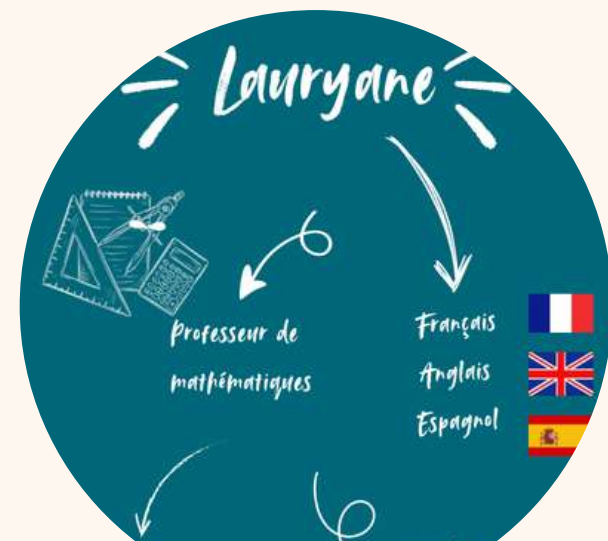 Lauryane
Professeur de
mathématiques
Français
Anglais
Espagnol